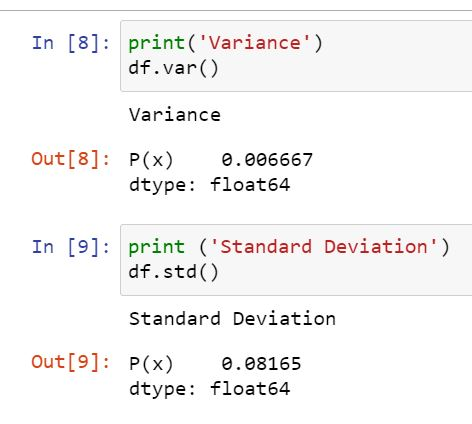 In [8]: print('Variance')
df.var()
Variance
Out[8]: P(x)    0.006667
dtype: float64
In [9]: print ('Standard Deviation')
df.std()
Standard Deviation
Out[9]: P(x)    0.08165
dtype: float64